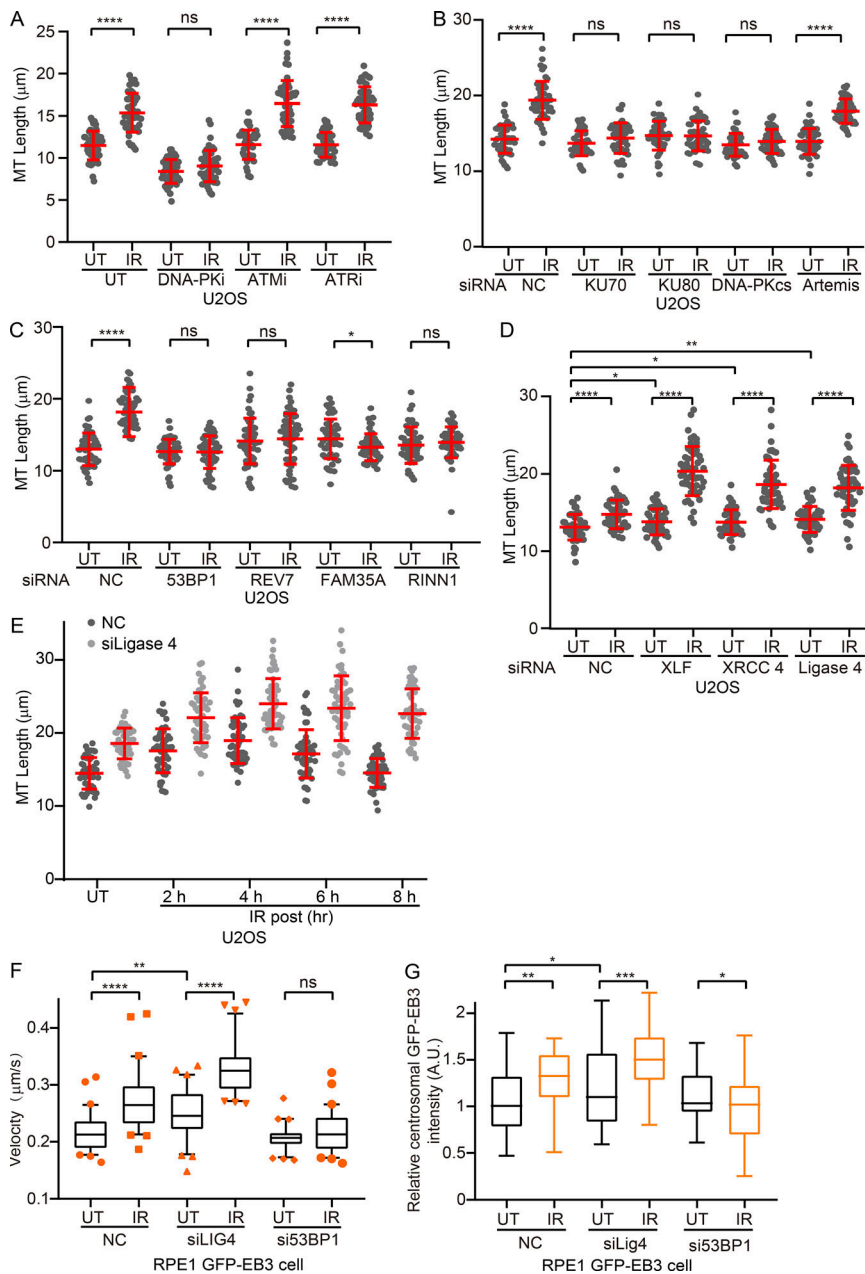 A
****
ns
****
****
MT Length (μm)
25
20
15
10
5
0
UT IR UT IR UT IR UT IR
UT DNA-PKi ATMi ATRi
U2OS
B
****
ns
ns
ns
****
MT Length (μm)
30
20
10
0
UT IR UT IR UT IR UT IR UT IR
siRNA NC KU70 KU80 DNA-PKcs Artemis
U2OS
C
****
ns
ns
*
ns
MT Length (μm)
30
20
10
0
UT IR UT IR UT IR UT IR UT IR
siRNA NC 53BP1 REV7 FAM35A RINN1
U2OS
D
**
*
*
****
****
****
****
MT Length (μm)
30
20
10
0
UT IR UT IR UT IR UT IR
siRNA NC XLF XRCC 4 Ligase 4
U2OS
E
NC
siLigase 4
MT Length (μm)
30
20
10
0
UT 2 h 4 h 6 h 8 h
IR post (hr)
U2OS
F
**
****
****
ns
Velocity (μm/s)
0.4
0.3
0.2
0.1
UT IR UT IR UT IR
NC siLIG4 si53BP1
RPE1 GFP-EB3 cell
G
*
**
***
*
Relative centrosomal GFP-EB3
intensity (A.U.)
2
1.5
1
0.5
0
UT IR UT IR UT IR
NC siLig4 si53BP1
RPE1 GFP-EB3 cell